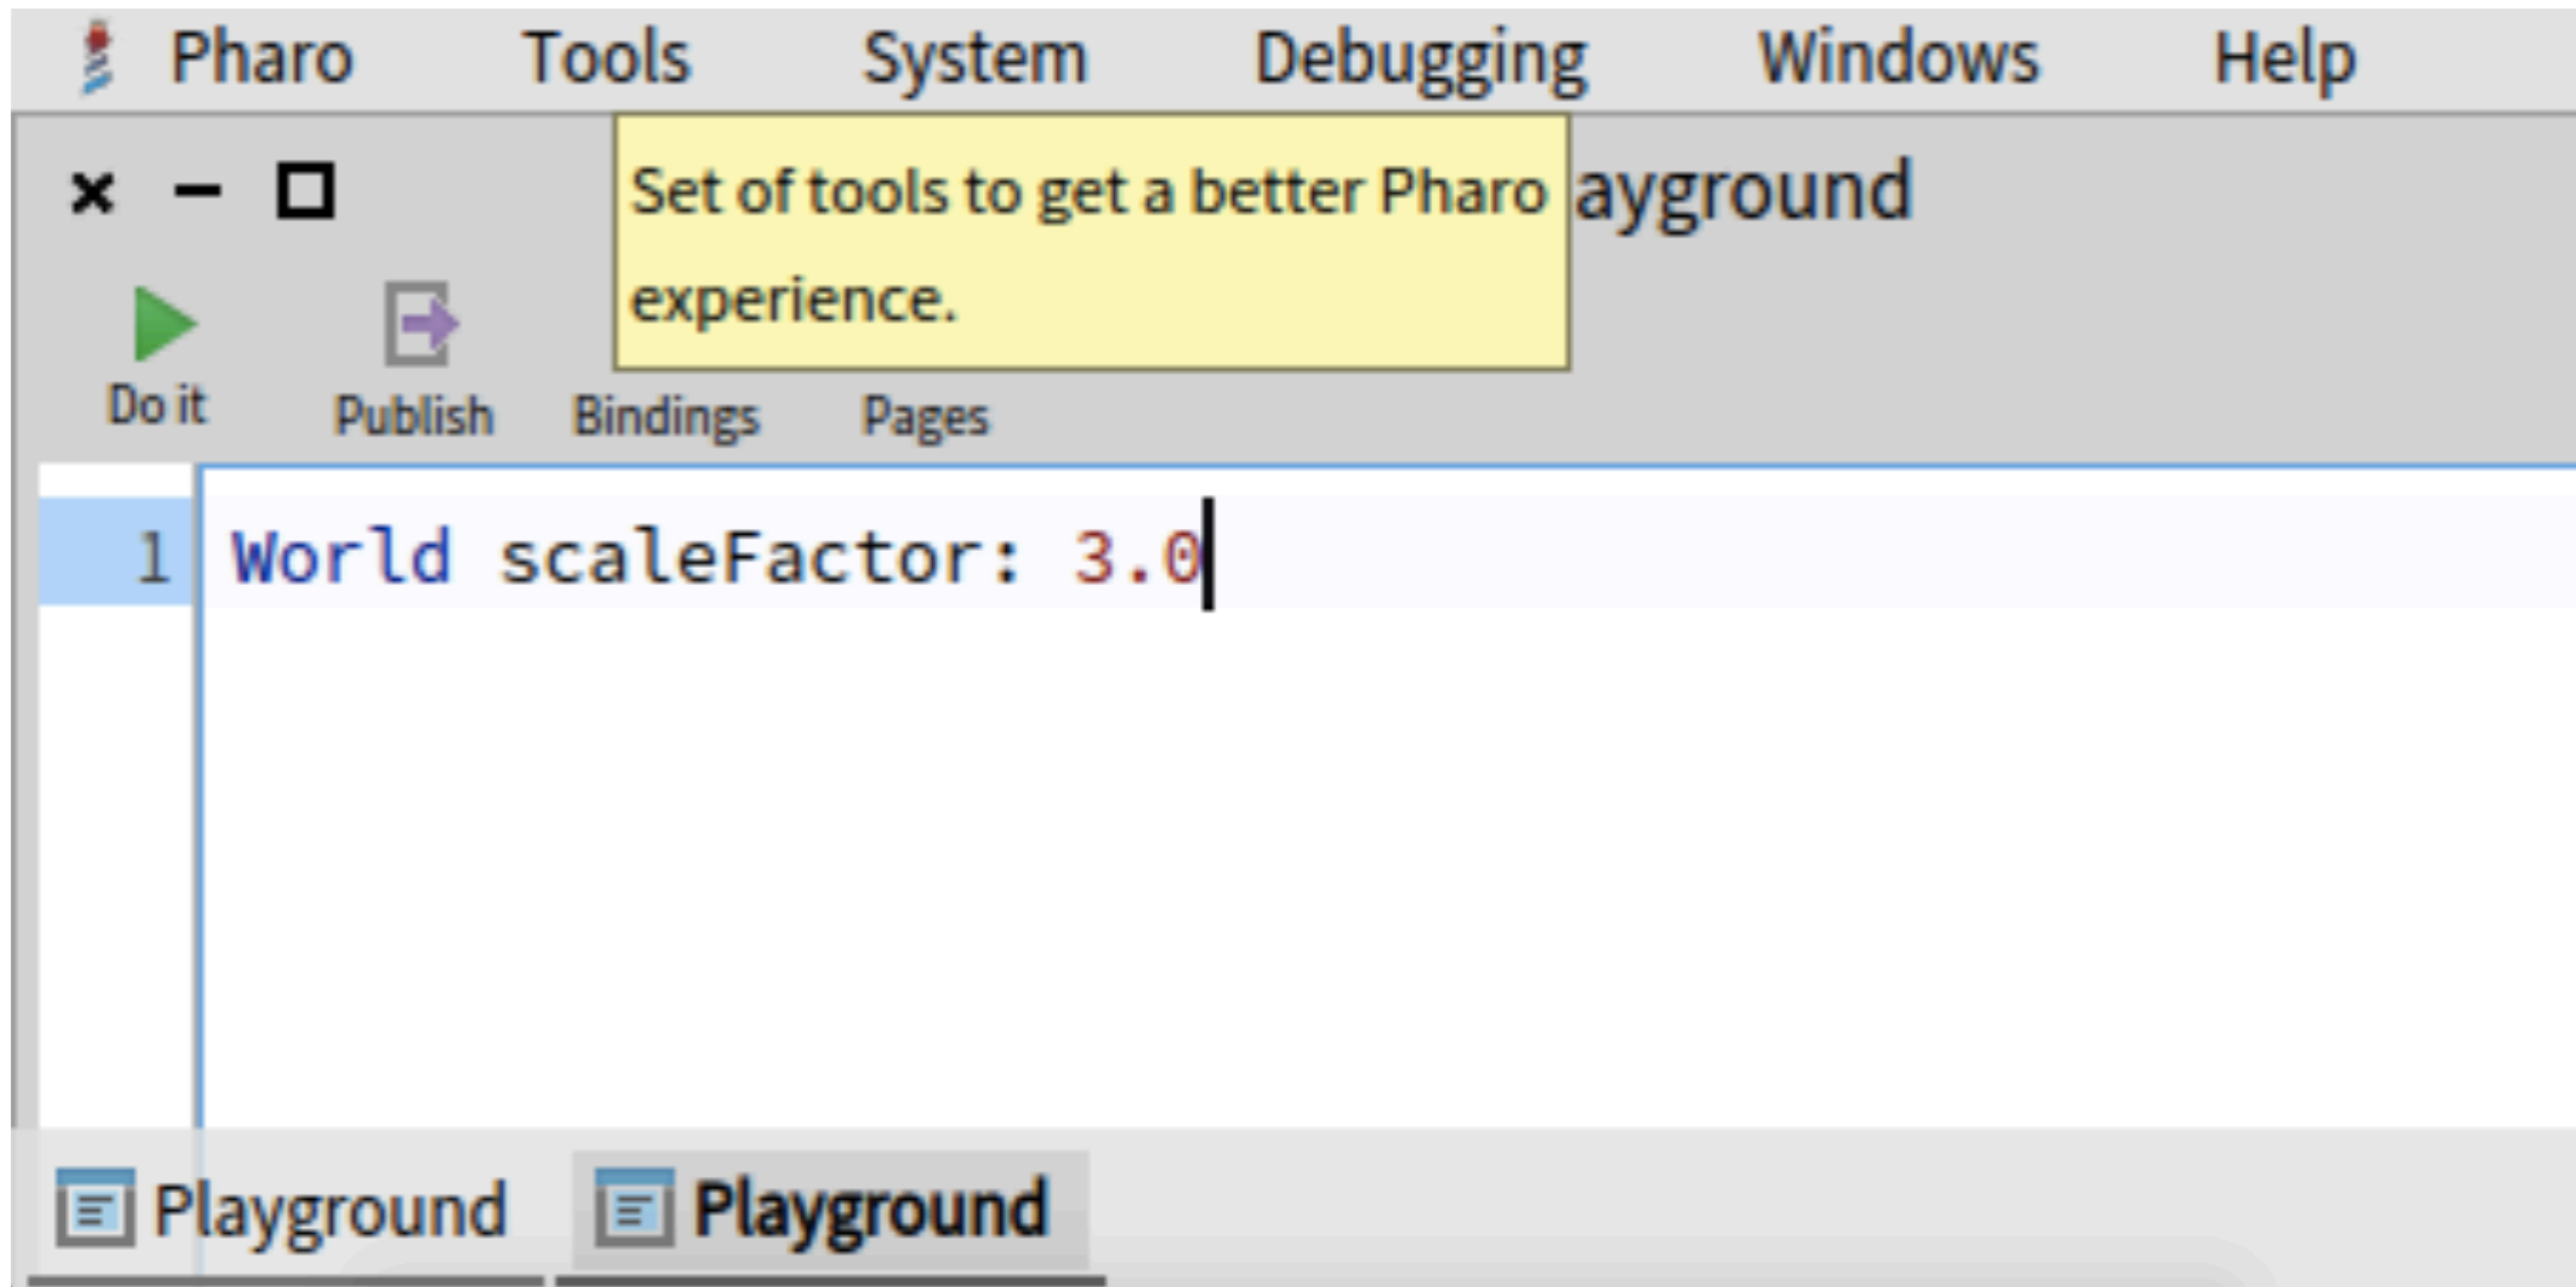 Pharo Tools System Debugging Windows Help
Set of tools to get a better Pharo
experience.
ayground
Do it Publish Bindings Pages
1 World scaleFactor: 3.0
Playground Playground